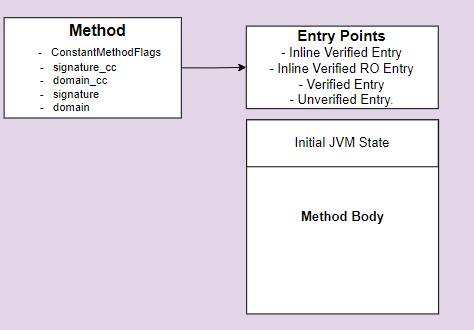 Method
- ConstantMethodFlags
- signature_cc
- domain_cc
- signature
- domain
Entry Points
- Inline Verified Entry
- Inline Verified RO Entry
- Verified Entry
- Unverified Entry.
Initial JVM State
Method Body